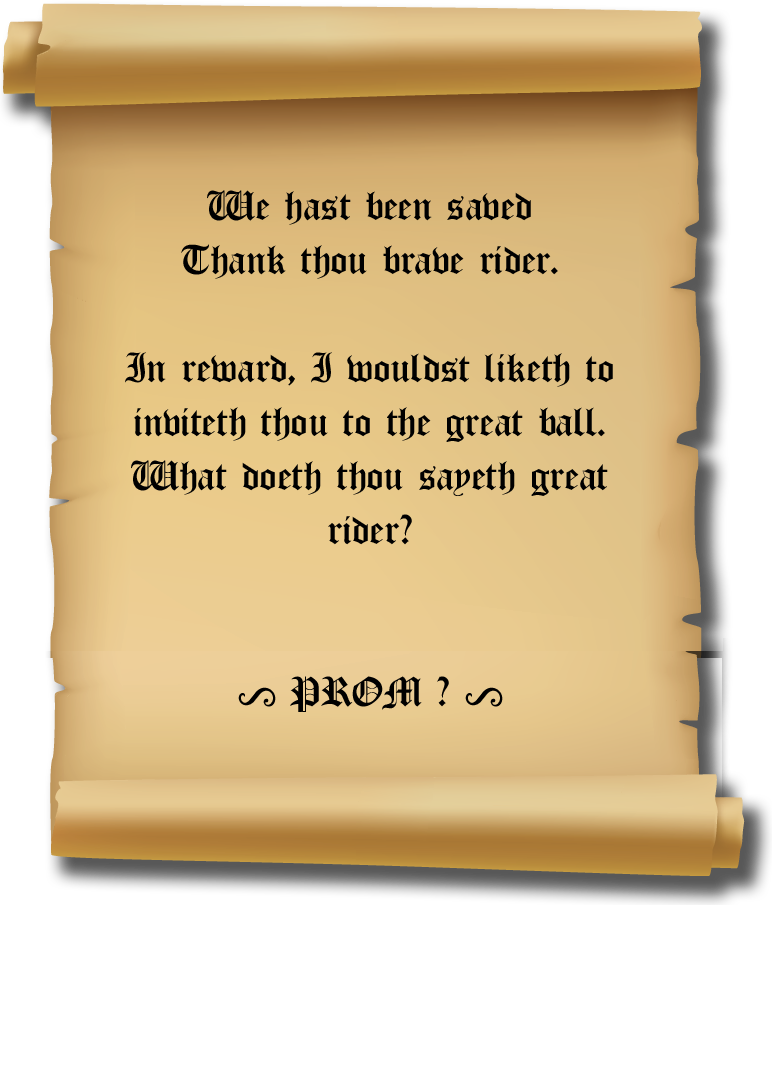 We hast been saved
Thank thou brave rider.
In reward, I wouldst liketh to
inviteth thou to the great ball.
What doeth thou sayeth great
rider?
~ PROM ? ~